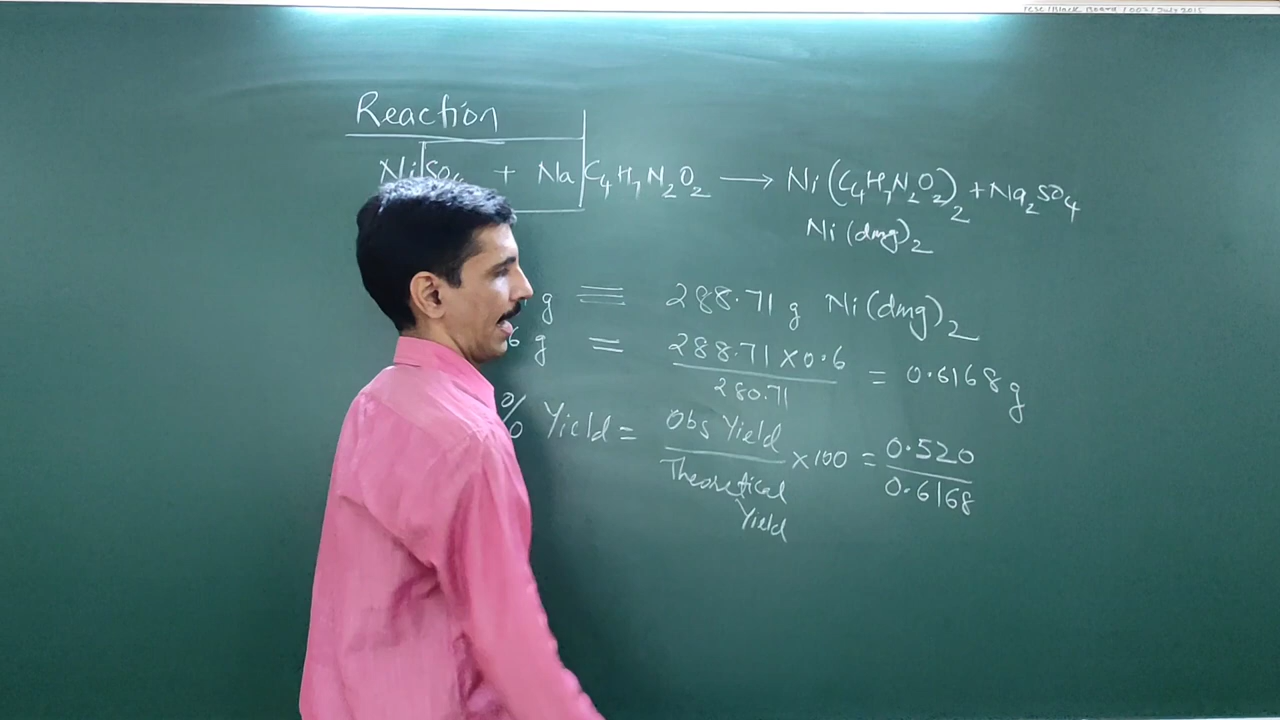 Reaction
NiSO₄ + Na C₄H₇N₂O₂ ⟶ Ni(C₄H₇N₂O₂)₂ + Na₂SO₄
Ni(dmg)₂
g ≡ 288.71 g Ni(dmg)₂
6 g = 288.71 × 0.6 / 280.71 = 0.6168 g
% Yield = Obs Yield / Theoretical Yield × 100 = 0.520 / 0.6168